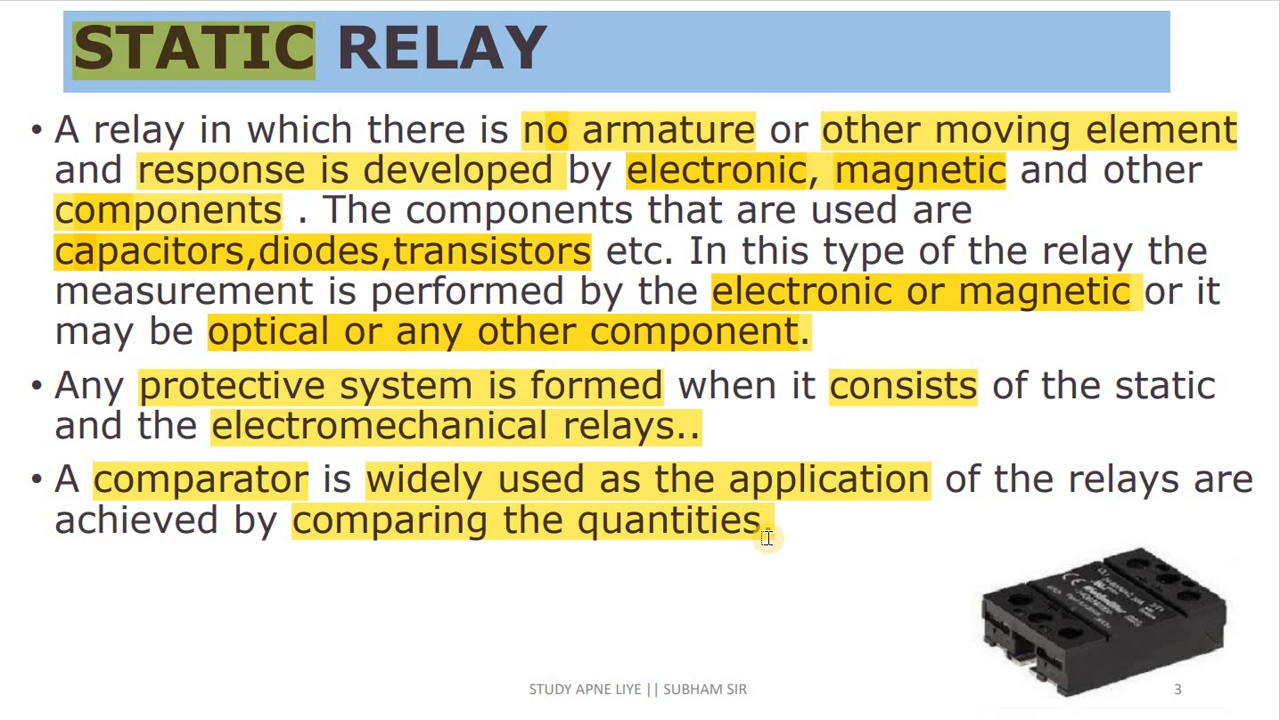 STATIC RELAY
• A relay in which there is no armature or other moving element
and response is developed by electronic, magnetic and other
components . The components that are used are
capacitors,diodes,transistors etc. In this type of the relay the
measurement is performed by the electronic or magnetic or it
may be optical or any other component.
• Any protective system is formed when it consists of the static
and the electromechanical relays..
• A comparator is widely used as the application of the relays are
achieved by comparing the quantities.
STUDY APNE LIYE || SUBHAM SIR
3